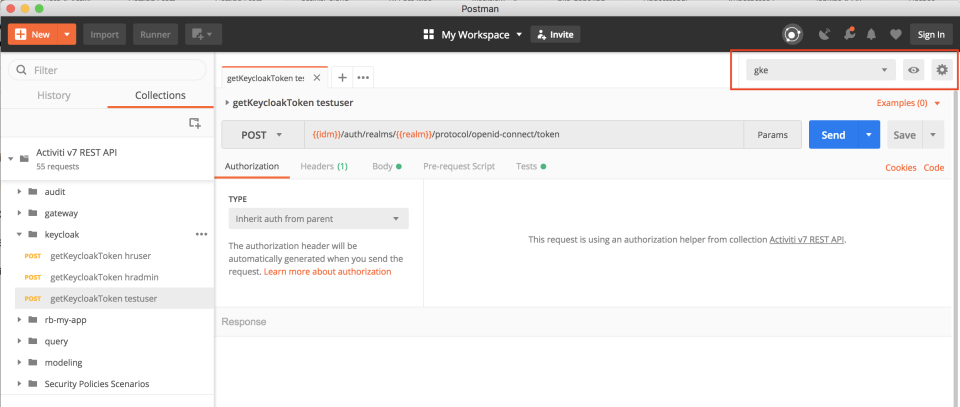 Postman
New
Import
Runner
My Workspace
Invite
Sign In
Filter
History
Collections
Activiti v7 REST API
55 requests
audit
gateway
keycloak
POST getKeycloakToken hruser
POST getKeycloakToken hradmin
POST getKeycloakToken testuser
rb-my-app
query
modeling
Security Policies Scenarios
getKeycloakToken tes
gke
getKeycloakToken testuser
Examples (0)
POST
{{idm}}/auth/realms/{{realm}}/protocol/openid-connect/token
Params
Send
Save
Authorization
Headers (1)
Body
Pre-request Script
Tests
Cookies
Code
TYPE
Inherit auth from parent
The authorization header will be
automatically generated when you send the
request. Learn more about authorization
This request is using an authorization helper from collection Activiti v7 REST API.
Response